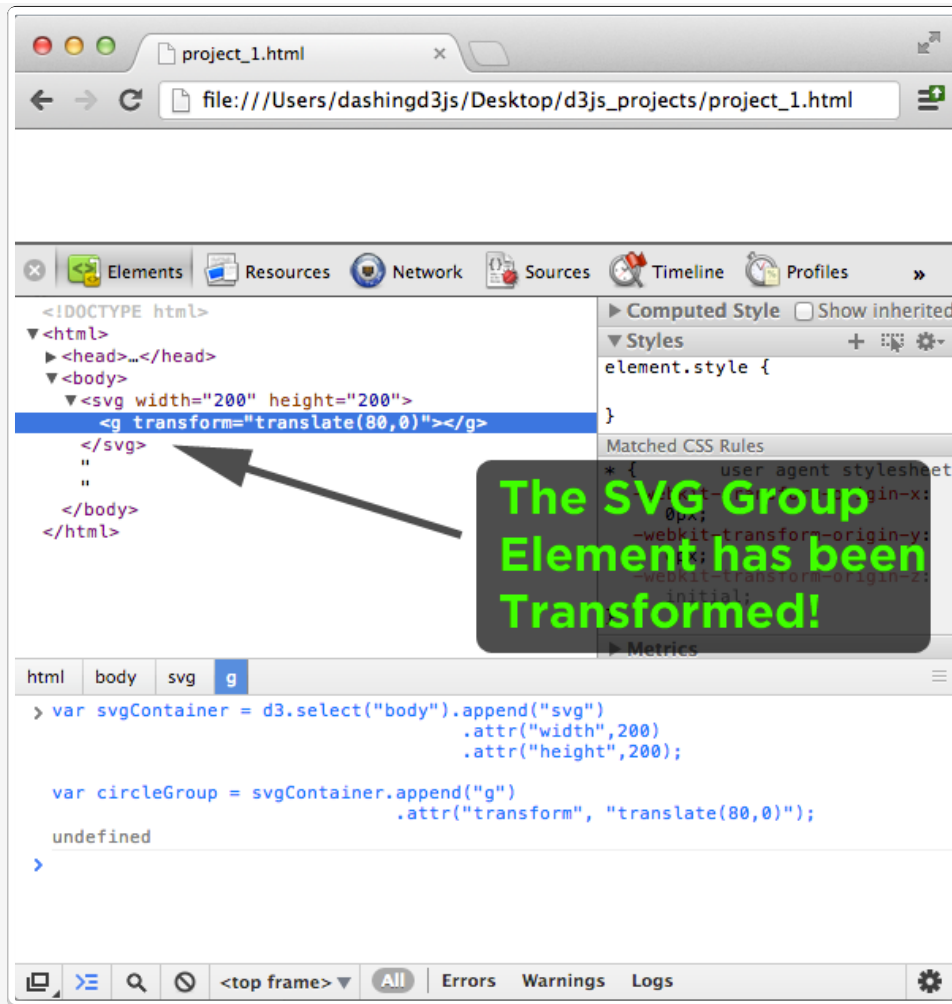 project_1.html ×
file:///Users/dashingd3js/Desktop/d3js_projects/project_1.html
Elements Resources Network Sources Timeline Profiles »
<!DOCTYPE html>
▼<html>
▶<head>…</head>
▼<body>
▼<svg width="200" height="200">
<g transform="translate(80,0)"></g>
</svg>
"
"
</body>
</html>
▶ Computed Style Show inherited
▼ Styles
element.style {
}
Matched CSS Rules
* { user agent stylesheet
-webkit-transform-origin-x:
0px;
-webkit-transform-origin-y:
-webkit-transform-origin-z:
initial;
▶ Metrics
The SVG Group
Element has been
Transformed!
html body svg g
> var svgContainer = d3.select("body").append("svg")
.attr("width",200)
.attr("height",200);
var circleGroup = svgContainer.append("g")
.attr("transform", "translate(80,0)");
undefined
>
<top frame> ▼ All Errors Warnings Logs